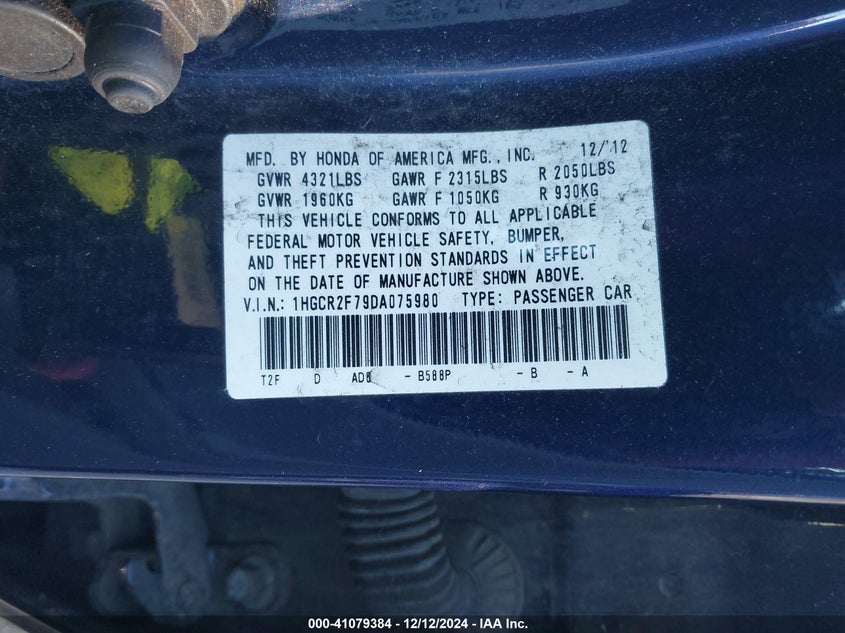 MFD. BY HONDA OF AMERICA MFG., INC. 12/'12
GVWR 4321LBS GAWR F 2315LBS R 2050LBS
GVWR 1960KG GAWR F 1050KG R 930KG
THIS VEHICLE CONFORMS TO ALL APPLICABLE
FEDERAL MOTOR VEHICLE SAFETY, BUMPER,
AND THEFT PREVENTION STANDARDS IN EFFECT
ON THE DATE OF MANUFACTURE SHOWN ABOVE.
V.I.N.: 1HGCR2F79DA075980 TYPE: PASSENGER CAR
T2F D AD8 - B588P - B - A
000-41079384 - 12/12/2024 - IAA Inc.